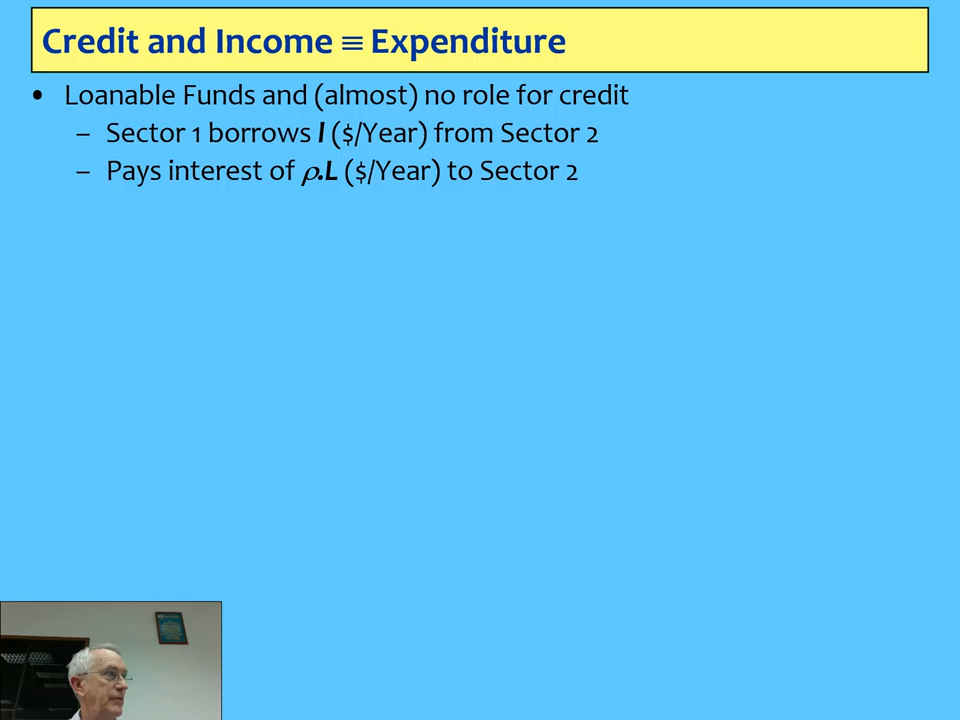 Credit and Income ≡ Expenditure
• Loanable Funds and (almost) no role for credit
– Sector 1 borrows l ($/Year) from Sector 2
– Pays interest of ρ.L ($/Year) to Sector 2